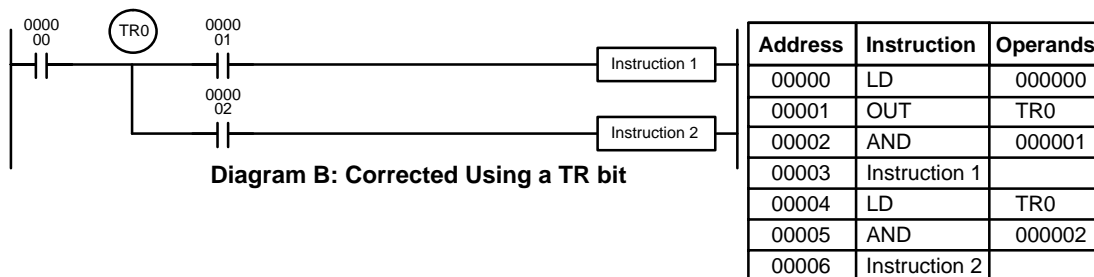 0000
00
TR0
0000
01
Instruction 1
0000
02
Instruction 2
Diagram B: Corrected Using a TR bit
Address Instruction Operands
00000 LD 000000
00001 OUT TR0
00002 AND 000001
00003 Instruction 1
00004 LD TR0
00005 AND 000002
00006 Instruction 2